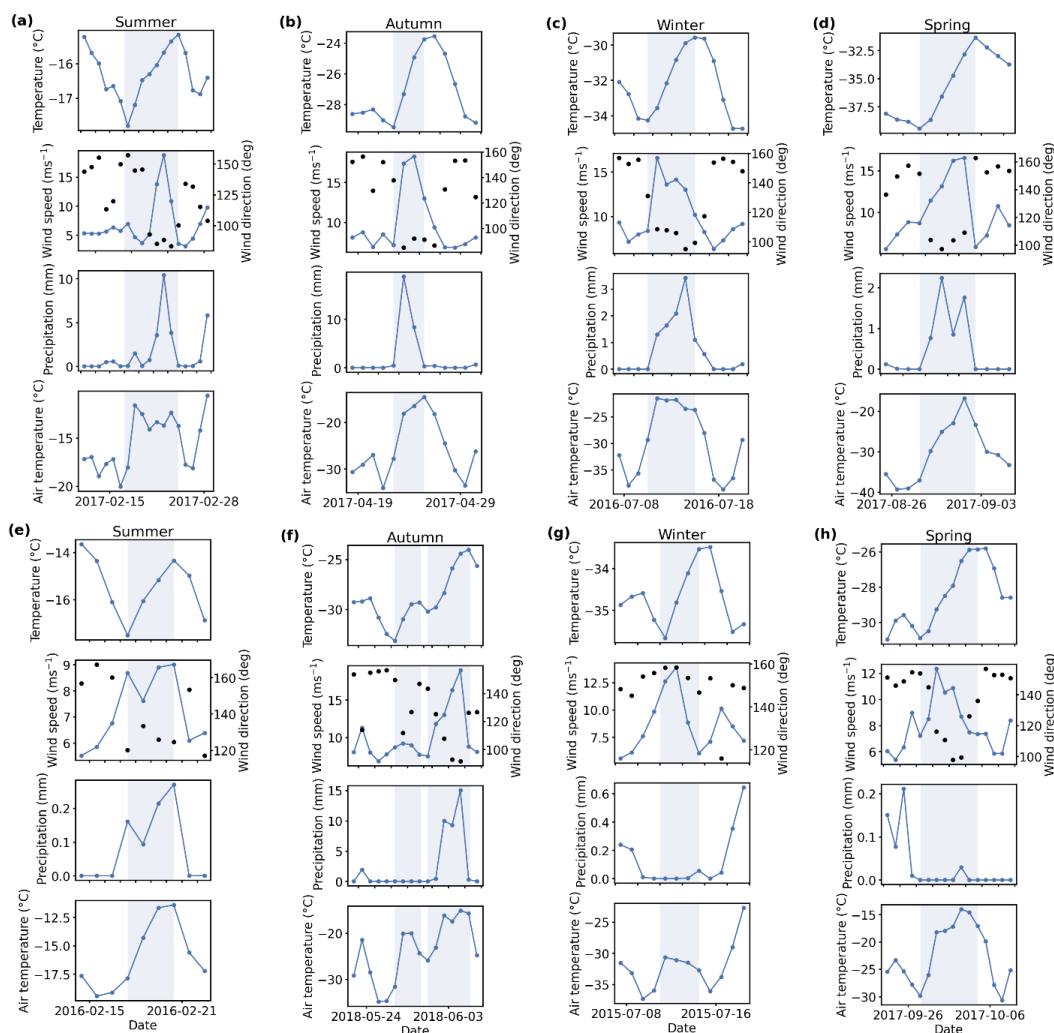 (a) Summer (b) Autumn (c) Winter (d) Spring
Temperature (°C) −16 −17
Temperature (°C) −24 −26 −28
Temperature (°C) −30 −32 −34
Temperature (°C) −32.5 −35.0 −37.5
Wind speed (ms⁻¹) 15 10 5 150 125 100 Wind direction (deg)
Wind speed (ms⁻¹) 15 10 160 140 120 100 Wind direction (deg)
Wind speed (ms⁻¹) 15 10 160 140 120 100 Wind direction (deg)
Wind speed (ms⁻¹) 15 10 160 140 120 100 Wind direction (deg)
Precipitation (mm) 10 5 0
Precipitation (mm) 10 0
Precipitation (mm) 3 2 1 0
Precipitation (mm) 2 1 0
Air temperature (°C) −15 −20
Air temperature (°C) −20 −30
Air temperature (°C) −25 −30 −35
Air temperature (°C) −20 −30 −40
2017-02-15 2017-02-28 2017-04-19 2017-04-29 2016-07-08 2016-07-18 2017-08-26 2017-09-03
(e) Summer (f) Autumn (g) Winter (h) Spring
Temperature (°C) −14 −16
Temperature (°C) −25 −30
Temperature (°C) −34 −35
Temperature (°C) −26 −28 −30
Wind speed (ms⁻¹) 9 8 7 6 160 140 120 Wind direction (deg)
Wind speed (ms⁻¹) 15 10 140 120 100 Wind direction (deg)
Wind speed (ms⁻¹) 12.5 10.0 7.5 5.0 160 140 120 Wind direction (deg)
Wind speed (ms⁻¹) 12 10 8 6 150 125 100 Wind direction (deg)
Precipitation (mm) 0.2 0.1 0.0
Precipitation (mm) 15 10 5 0
Precipitation (mm) 0.6 0.4 0.2 0.0
Precipitation (mm) 0.2 0.1 0.0
Air temperature (°C) −12.5 −15.0 −17.5
Air temperature (°C) −20 −30
Air temperature (°C) −25 −30 −35
Air temperature (°C) −15 −20 −25 −30
2016-02-15 2016-02-21 2018-05-24 2018-06-03 2015-07-08 2015-07-16 2017-09-26 2017-10-06
Date Date Date Date